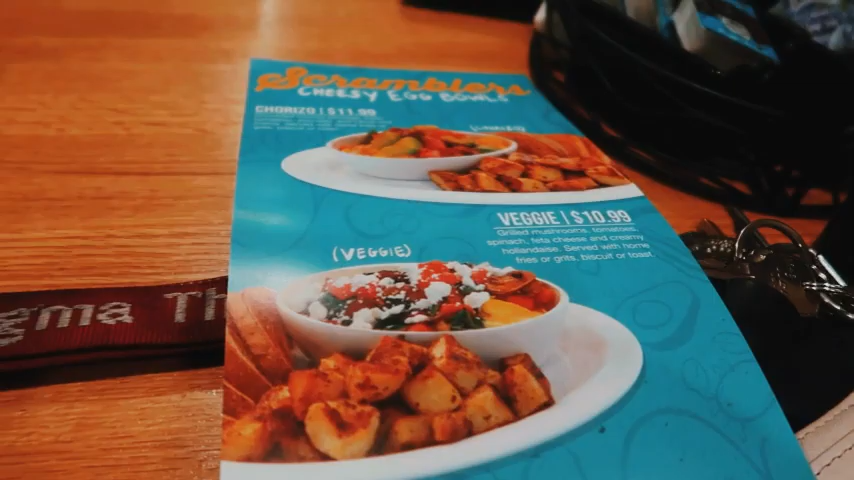 Scramblers
CHEESY EGG BOWLS
CHORIZO | $11.99
VEGGIE | $10.99
Grilled mushrooms, tomatoes,
spinach, feta cheese and creamy
hollandaise. Served with home
fries or grits, biscuit or toast.
(VEGGIE)
gma Th